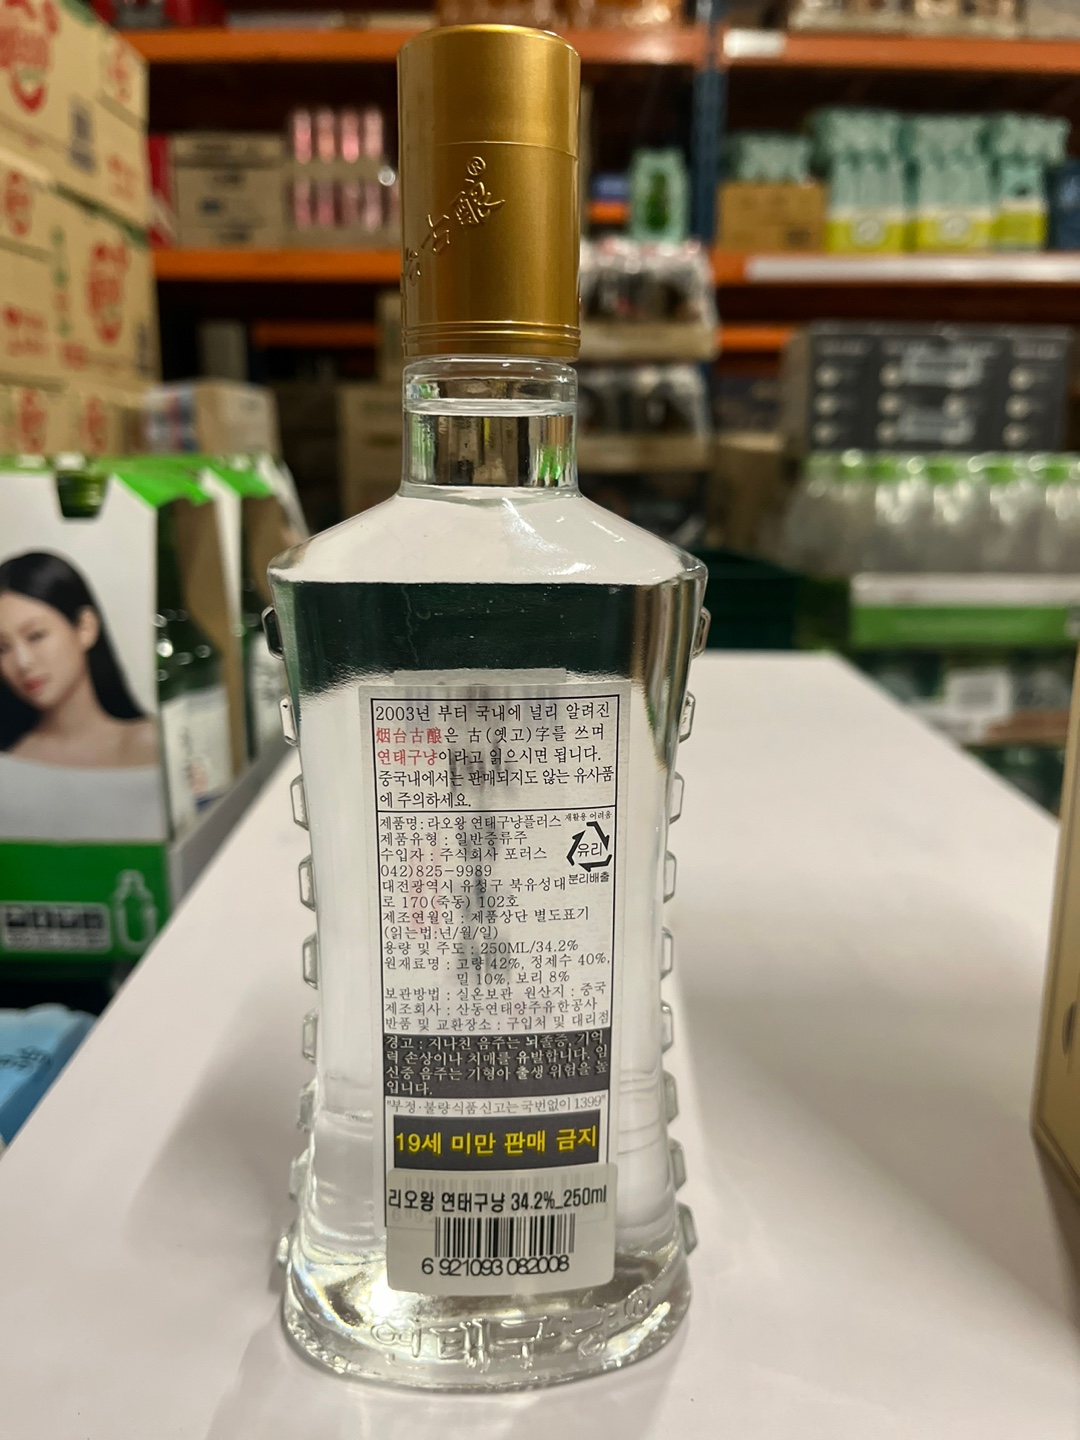 古酿®
2003년 부터 국내에 널리 알려진
烟台古酿은 古(옛고)字를 쓰며
연태구냥이라고 읽으시면 됩니다.
중국내에서는 판매되지도 않는 유사품
에 주의하세요.
제품명:라오왕 연태구냥플러스
재활용 어려움
제품유형 : 일반증류주
유리
수입자 : 주식회사 포러스
042)825-9989
분리배출
대전광역시 유성구 북유성대
로 170(죽동) 102호
제조연월일 : 제품상단 별도표기
(읽는법:년/월/일)
용량 및 주도 : 250ML/34.2%
원재료명 : 고량 42%, 정제수 40%,
밀 10%, 보리 8%
보관방법 : 실온보관 원산지 : 중국
제조회사 : 산동연태양주유한공사
반품 및 교환장소 : 구입처 및 대리점
경고 : 지나친 음주는 뇌졸중, 기억
력 손상이나 치매를 유발합니다. 임
신중 음주는 기형아 출생 위험을 높
입니다.
"부정·불량식품신고는국번없이 1399"
19세 미만 판매 금지
리오왕 연태구냥 34.2%_250ml
6 921093 082008
연태구냥®